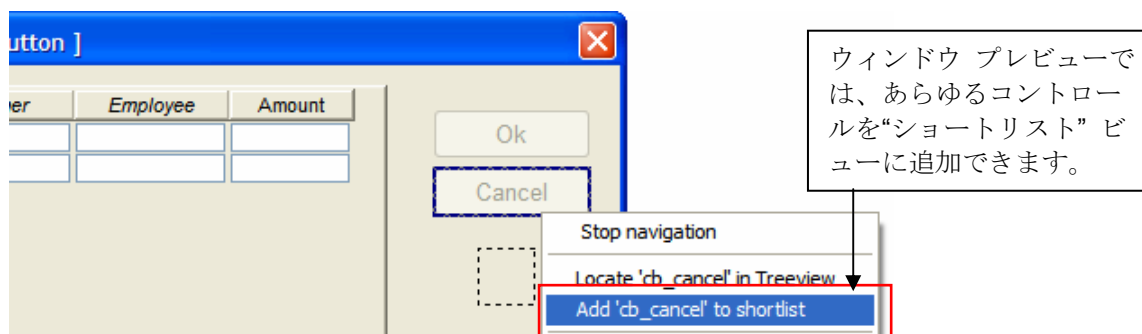 utton ]
ウィンドウ プレビューで
は、あらゆるコントロー
ルを“ショートリスト” ビ
ューに追加できます。
Employee Amount
Ok
Cancel
Stop navigation
Locate 'cb_cancel' in Treeview
Add 'cb_cancel' to shortlist